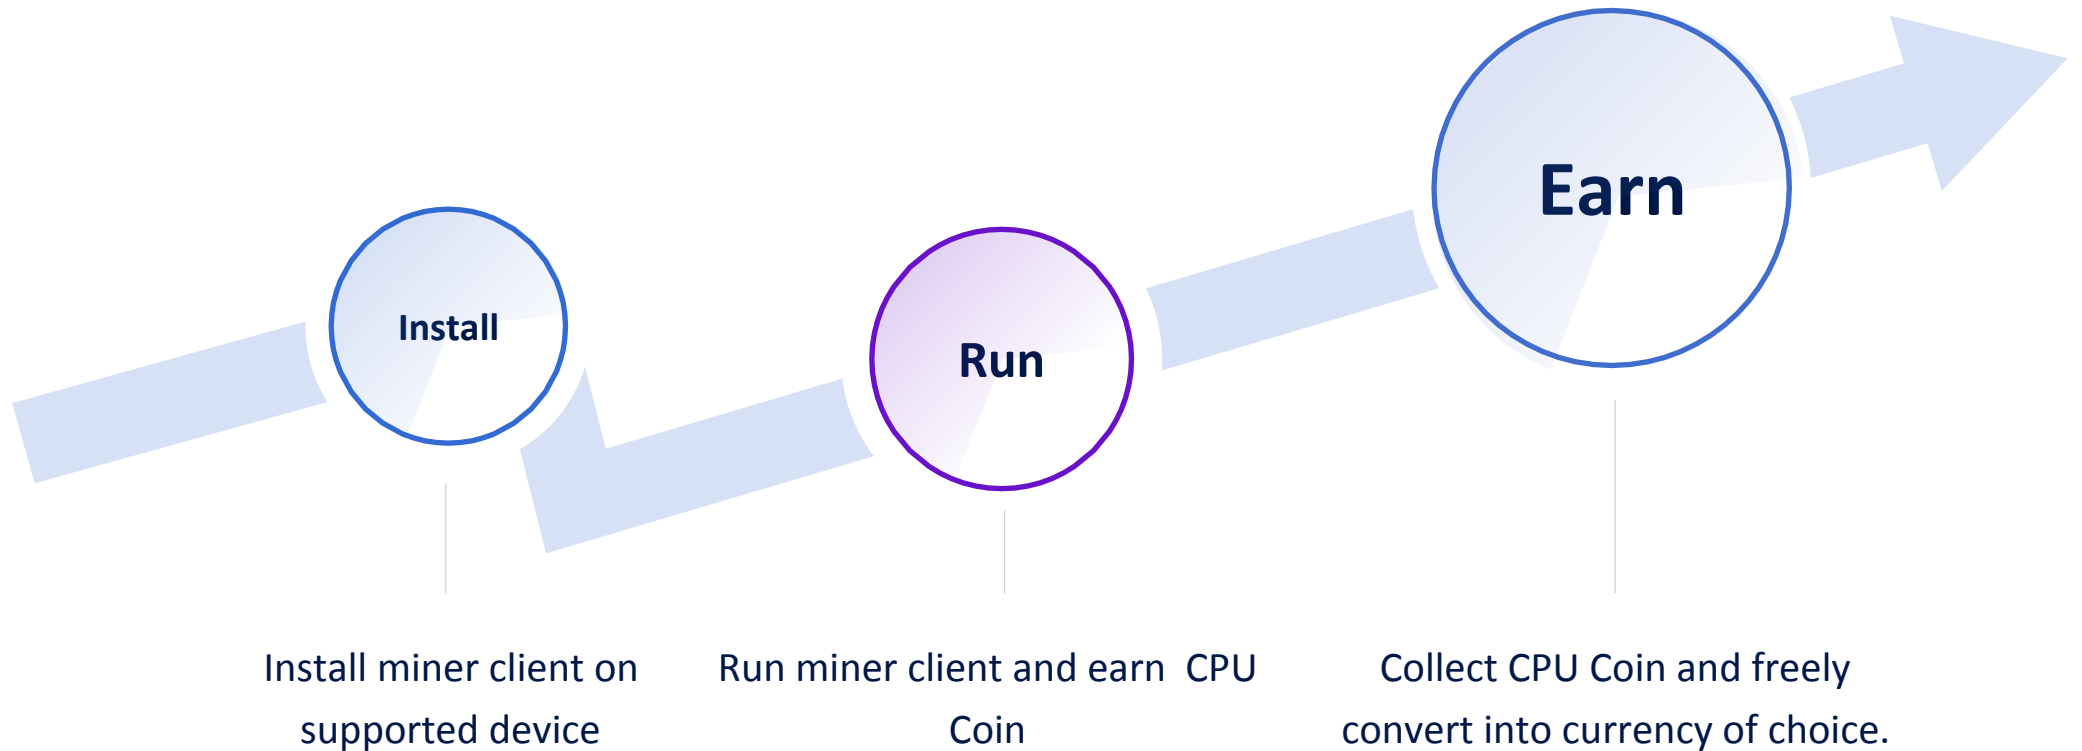 Install
Run
Earn
Install miner client on
supported device
Run miner client and earn  CPU
Coin
Collect CPU Coin and freely
convert into currency of choice.